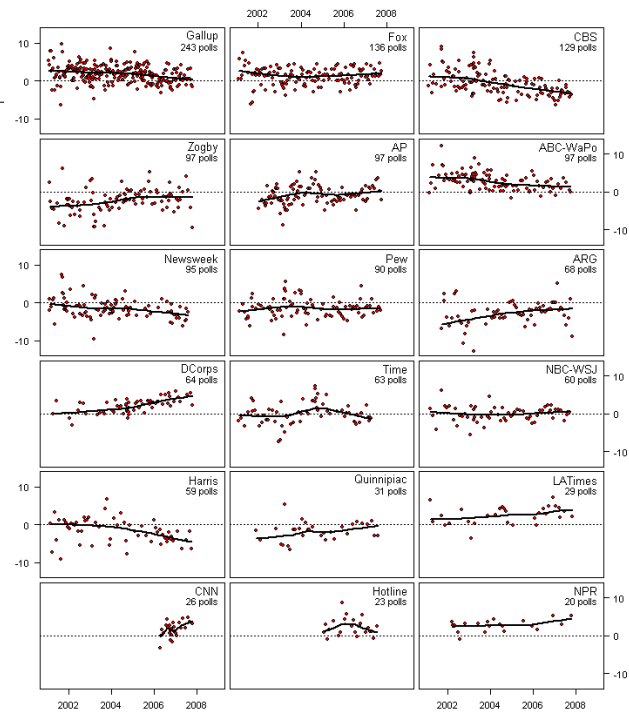 2002 2004 2006 2008
Gallup
243 polls
Fox
136 polls
CBS
129 polls
10
0
-10
Zogby
97 polls
AP
97 polls
ABC-WaPo
97 polls
10
0
-10
Newsweek
95 polls
Pew
90 polls
ARG
68 polls
10
0
-10
DCorps
64 polls
Time
63 polls
NBC-WSJ
60 polls
10
0
-10
Harris
59 polls
Quinnipiac
31 polls
LATimes
29 polls
10
0
-10
CNN
26 polls
Hotline
23 polls
NPR
20 polls
10
0
-10
2002 2004 2006 2008 2002 2004 2006 2008